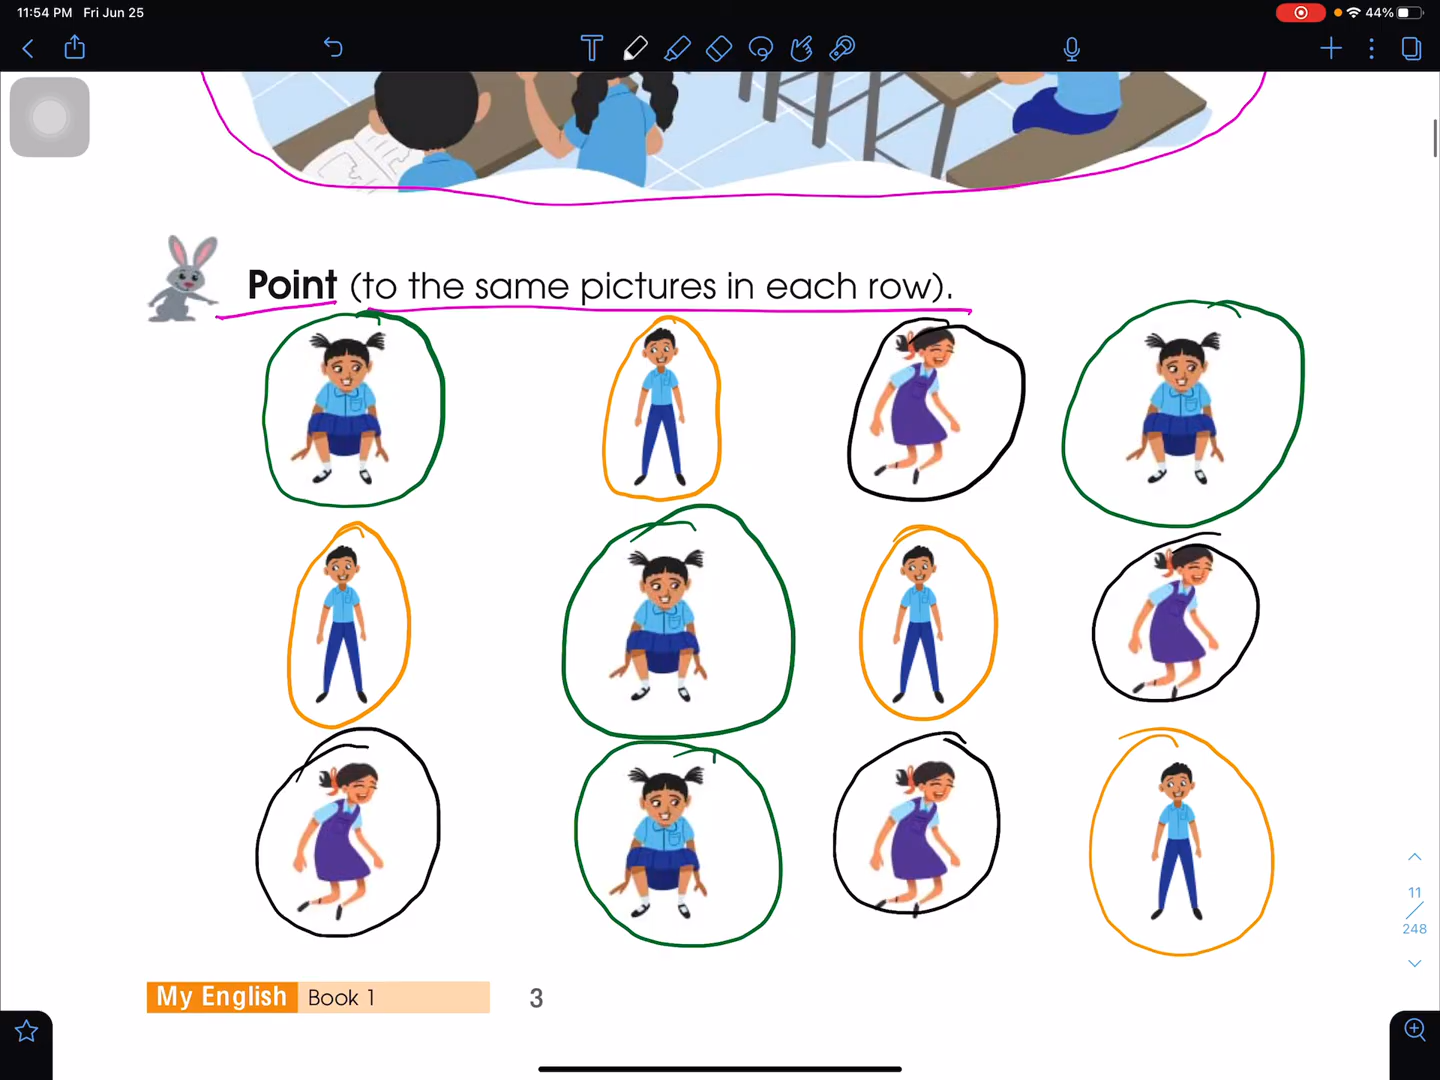 11:54 PM Fri Jun 25
44%
T
Point (to the same pictures in each row).
11
248
My English Book 1
3